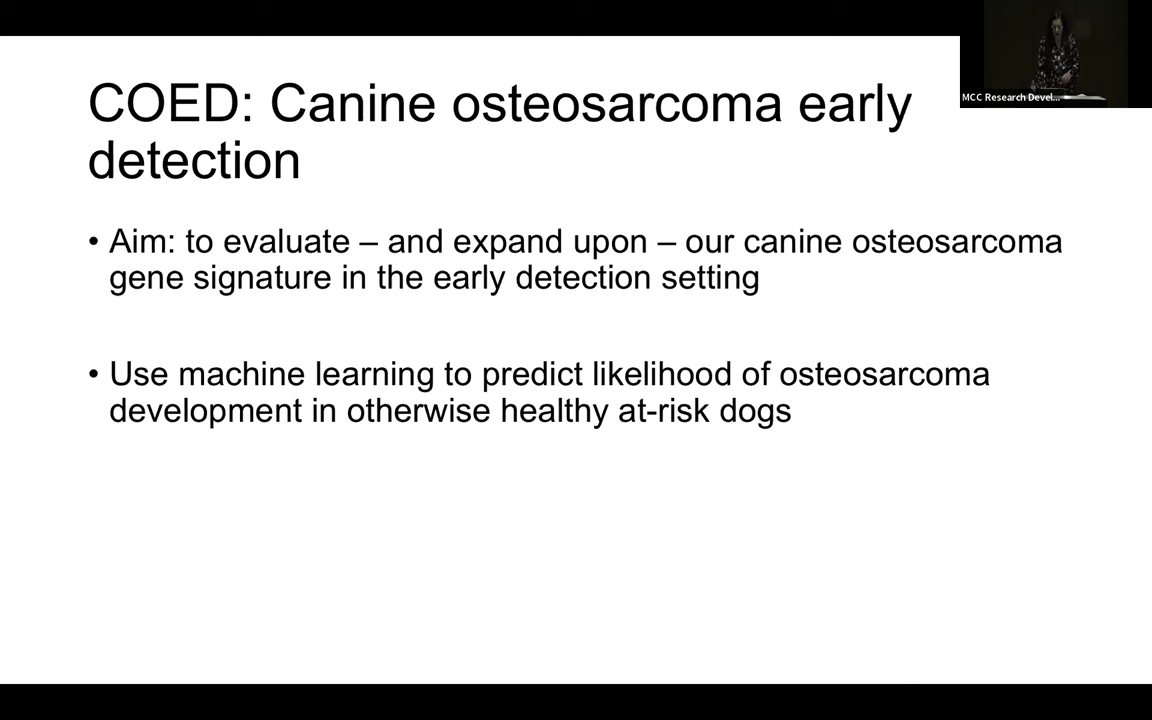 COED: Canine osteosarcoma early
detection
MCC Research Devel...
• Aim: to evaluate – and expand upon – our canine osteosarcoma
gene signature in the early detection setting
• Use machine learning to predict likelihood of osteosarcoma
development in otherwise healthy at-risk dogs